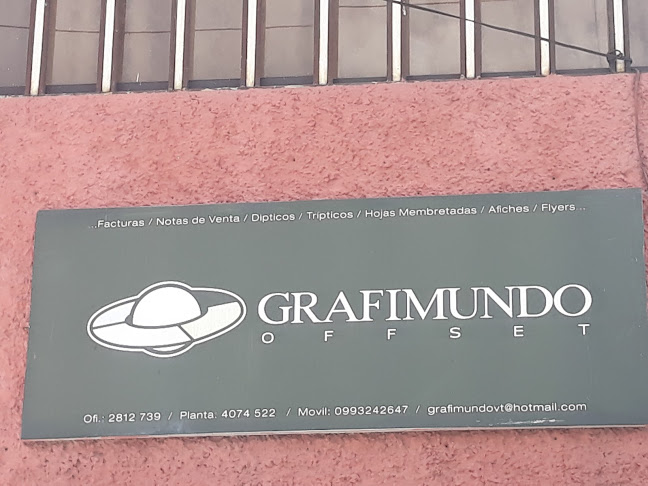 ...Facturas / Notas de Venta / Dipticos / Tripticos / Hojas Membretadas / Afiches / Flyers...
GRAFIMUNDO
OFFSET
Ofi.: 2812 739 / Planta: 4074 522 / Movil: 0993242647 / grafimundovt@hotmail.com